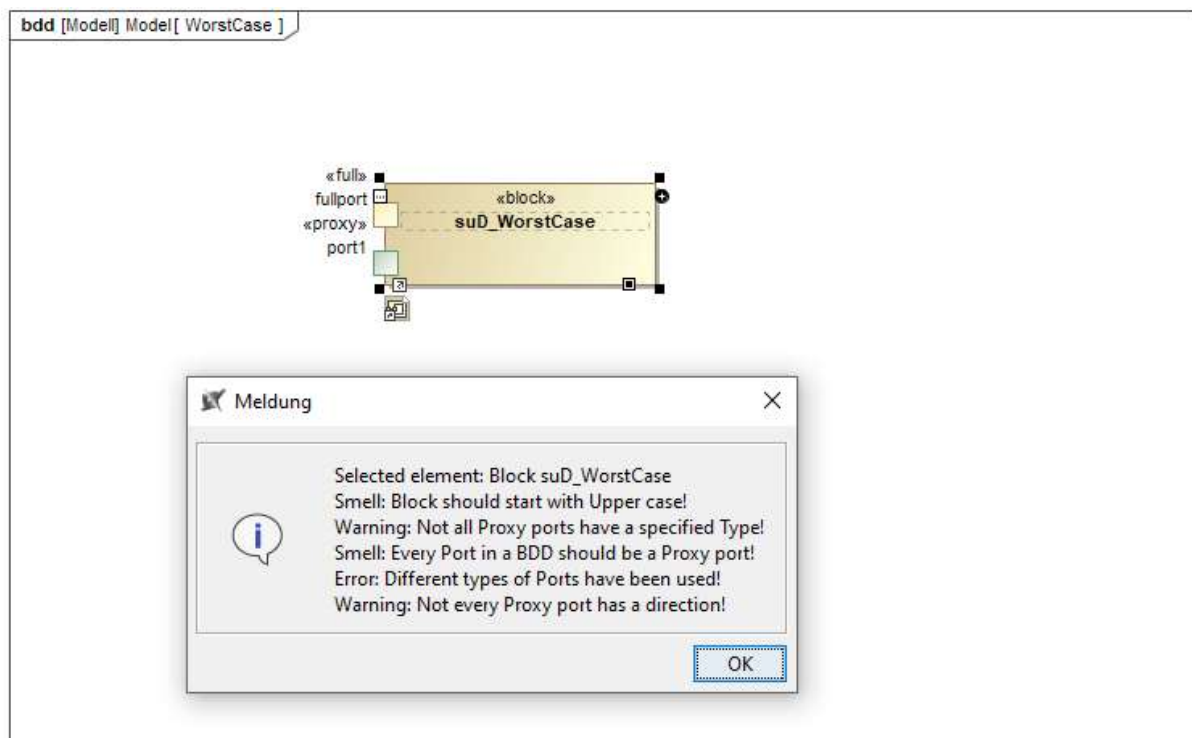 bdd [Modell] Model[ WorstCase ]
«full»
fullport
«proxy»
port1
«block»
suD_WorstCase
Meldung
Selected element: Block suD_WorstCase
Smell: Block should start with Upper case!
Warning: Not all Proxy ports have a specified Type!
Smell: Every Port in a BDD should be a Proxy port!
Error: Different types of Ports have been used!
Warning: Not every Proxy port has a direction!
OK